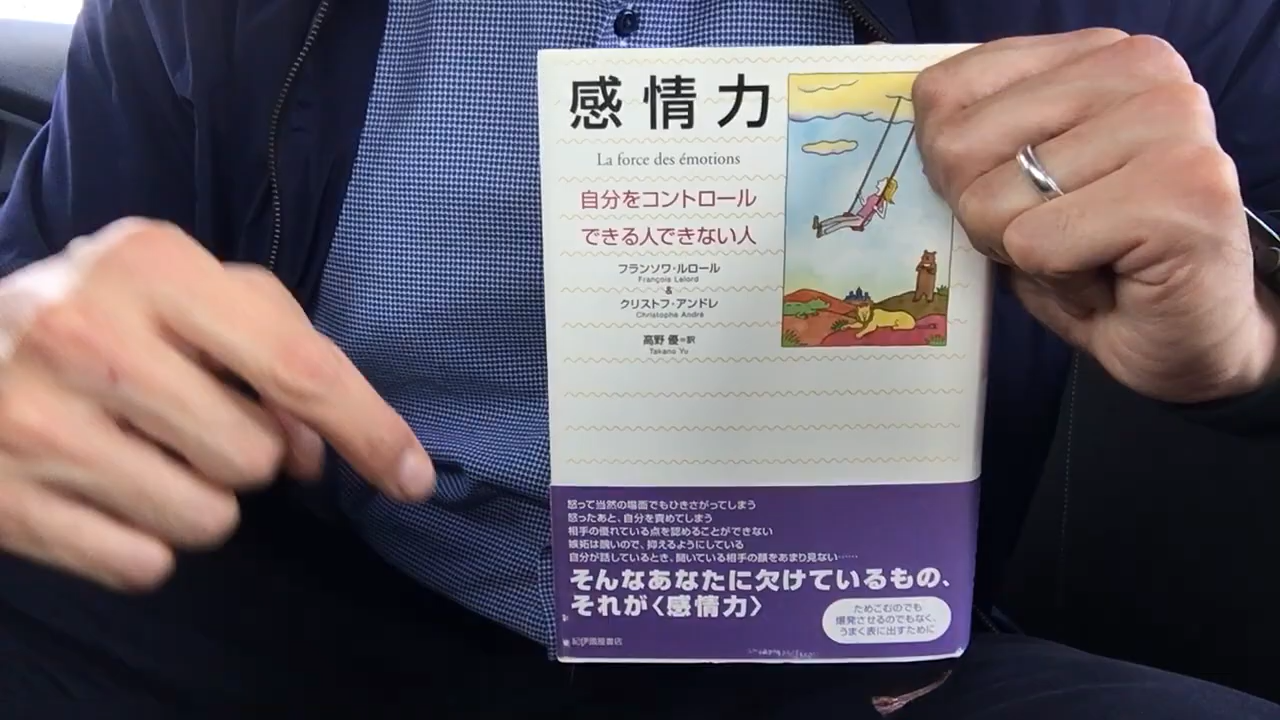 感情力
La force des émotions
自分をコントロール
できる人できない人
フランソワ・ルロール
François Lelord
&
クリストフ・アンドレ
Christophe André
高野 優=訳
Takano Yu
怒って当然の場面でもひきさがってしまう
怒ったあと、自分を責めてしまう
相手の優れている点を認めることができない
嫉妬は醜いので、抑えるようにしている
自分が話しているとき、聞いている相手の顔をあまり見ない……
そんなあなたに欠けているもの、
それが〈感情力〉
ためこむのでも
爆発させるのでもなく、
うまく表に出すために
紀伊國屋書店